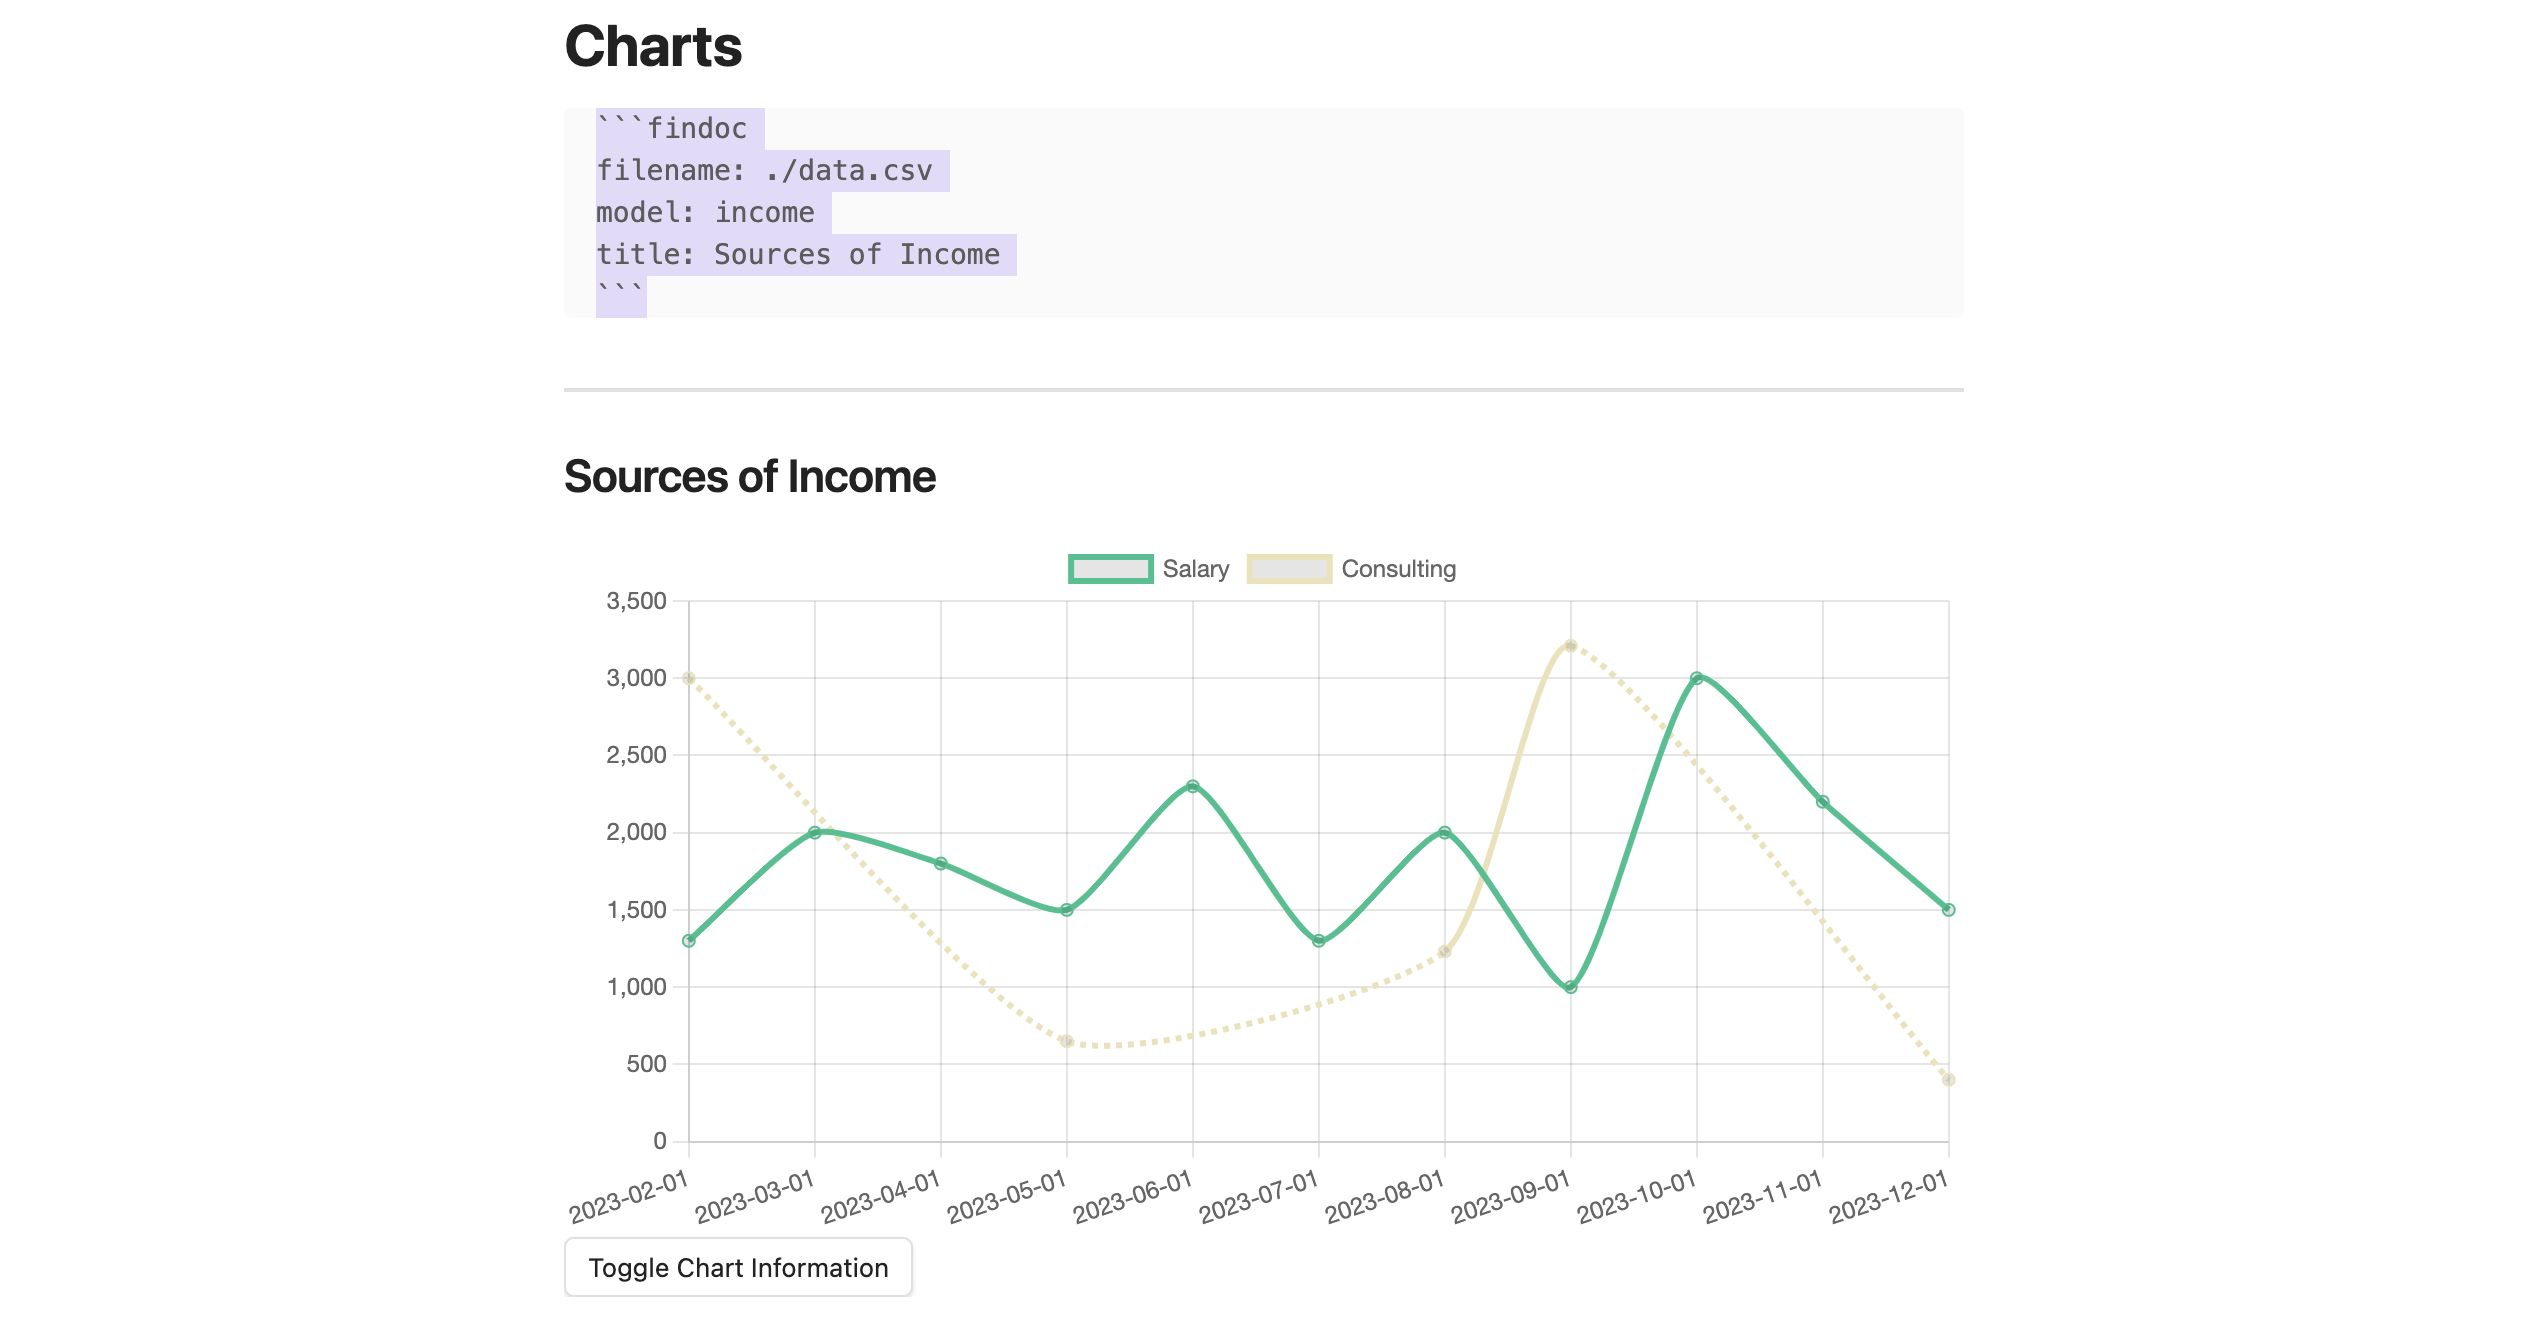 Charts
```findoc
filename: ./data.csv
model: income
title: Sources of Income
```
Sources of Income
Salary Consulting
3,500
3,000
2,500
2,000
1,500
1,000
500
0
2023-02-01 2023-03-01 2023-04-01 2023-05-01 2023-06-01 2023-07-01 2023-08-01 2023-09-01 2023-10-01 2023-11-01 2023-12-01
Toggle Chart Information